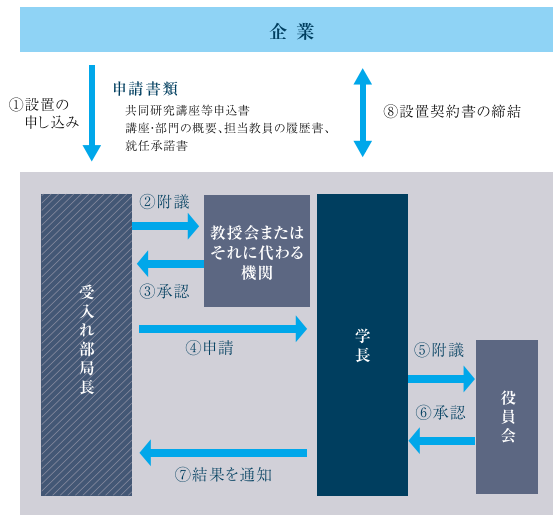 企業
①設置の
申し込み
申請書類
共同研究講座等申込書
講座・部門の概要、担当教員の履歴書、
就任承諾書
⑧設置契約書の締結
②附議
教授会または
それに代わる
機関
③承認
受入れ部局長
④申請
学長
⑤附議
役員会
⑥承認
⑦結果を通知